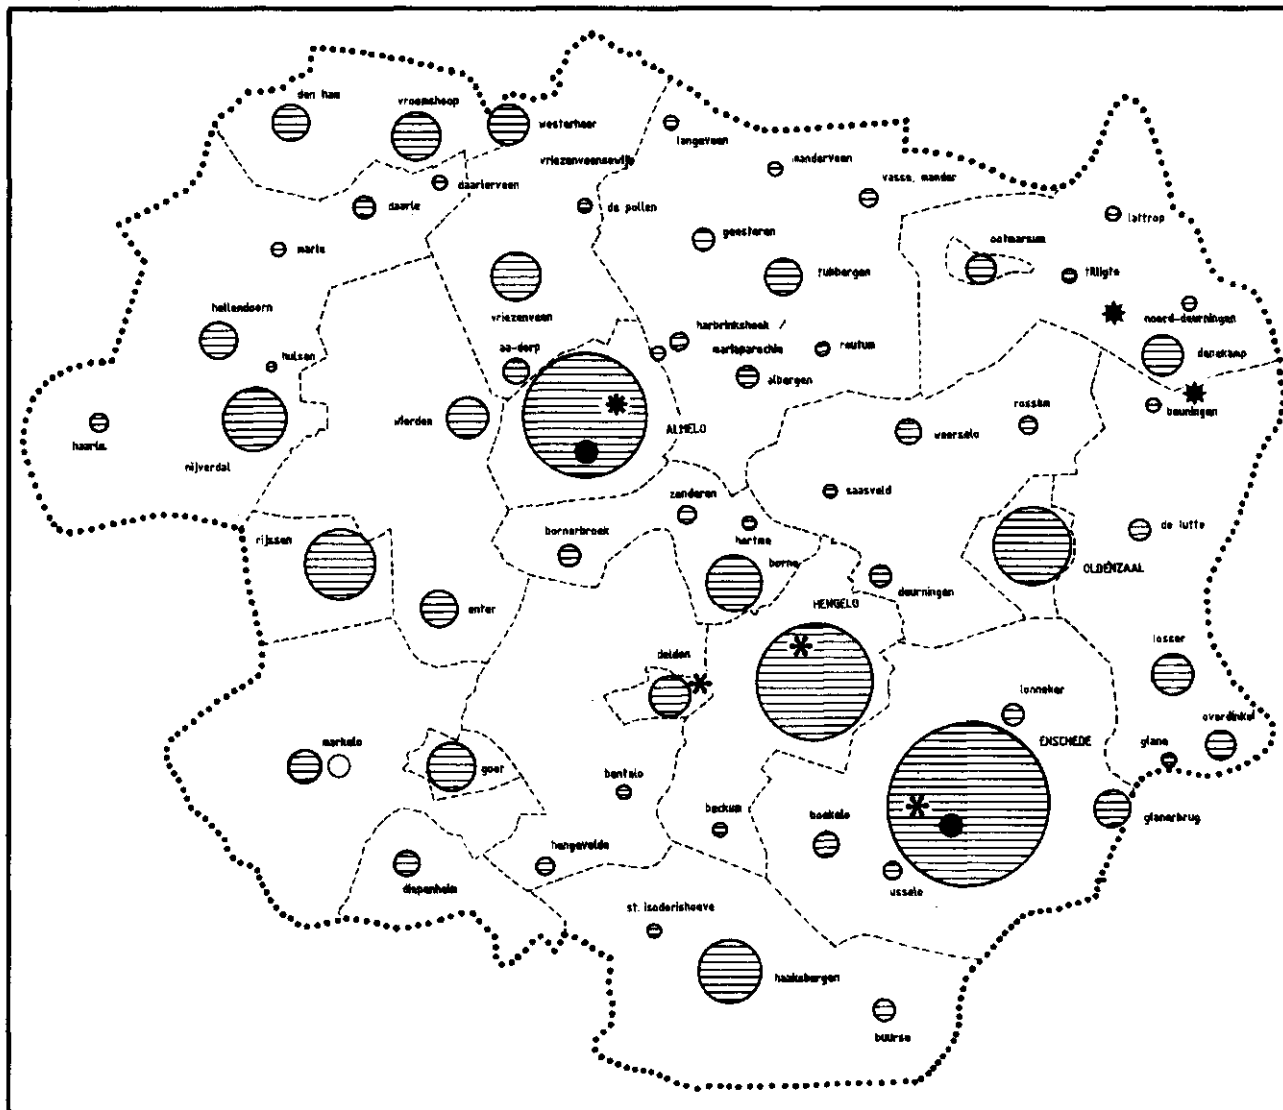 den ham
vroomshoop
westerhaar
vriezenveensewijk
langeveen
manderveen
vasse, mander
lattrop
daarlerveen
daarle
de pollen
geesteren
ootmarsum
tilligte
marle
tubbergen
noord-deurningen
hellendoorn
vriezenveen
harbrinkshoek
mariaparochie
reutum
denekamp
hulsen
aa-dorp
albergen
beuningen
haarle
nijverdal
wierden
ALMELO
weerselo
rossum
zenderen
saasveld
rijssen
bornerbroek
hertme
borne
de lutte
OLDENZAAL
deurningen
enter
HENGELO
delden
losser
lonneker
overdinkel
ENSCHEDE
glane
markelo
goor
bentelo
beckum
boekelo
glanerbrug
diepenheim
hengevelde
usselo
st. isodorishoeve
haaksbergen
buurse